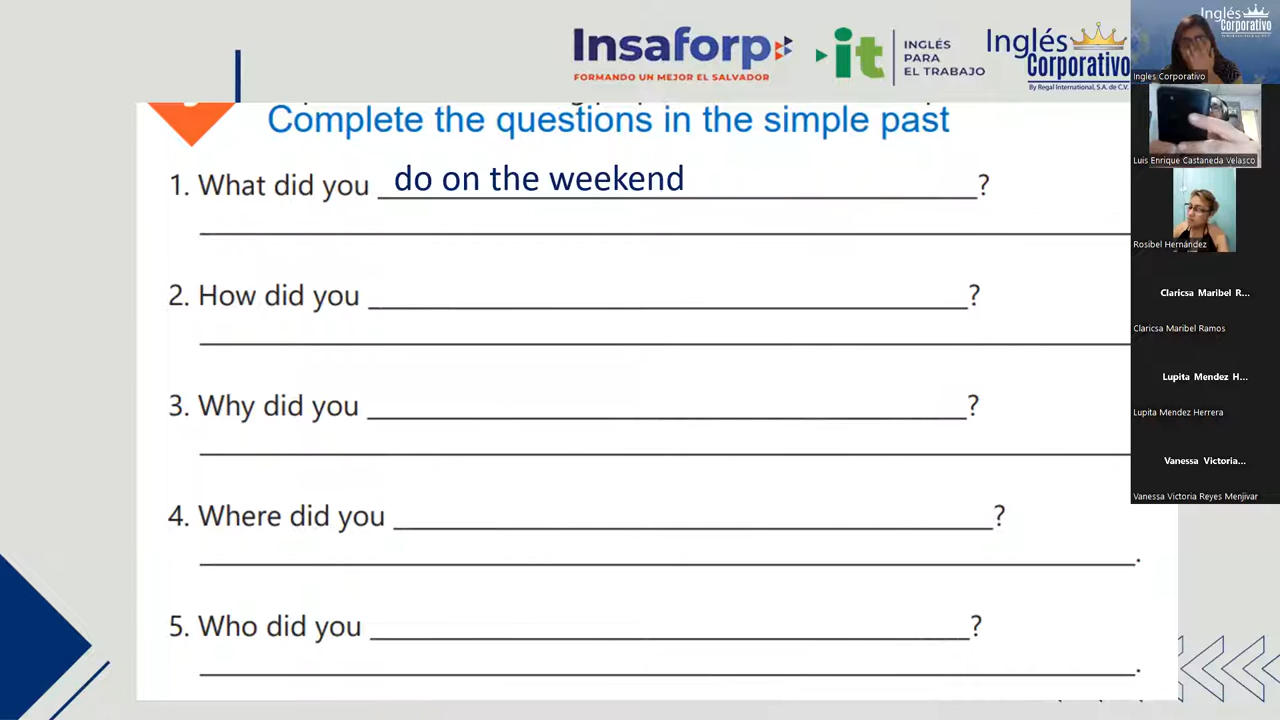 Insaforp
FORMANDO UN MEJOR EL SALVADOR
it
INGLÉS
PARA
EL TRABAJO
Inglés
Corporativo
By Regal International, S.A. de C.V.
Complete the questions in the simple past
1. What did you do on the weekend?
2. How did you ?
3. Why did you ?
4. Where did you ?
.
5. Who did you ?
.
Inglés
Corporativo
Ingles Corporativo
Luis Enrique Castaneda Velasco
Rosibel Hernández
Claricsa Maribel R...
Claricsa Maribel Ramos
Lupita Mendez H...
Lupita Mendez Herrera
Vanessa Victoria...
Vanessa Victoria Reyes Menjivar